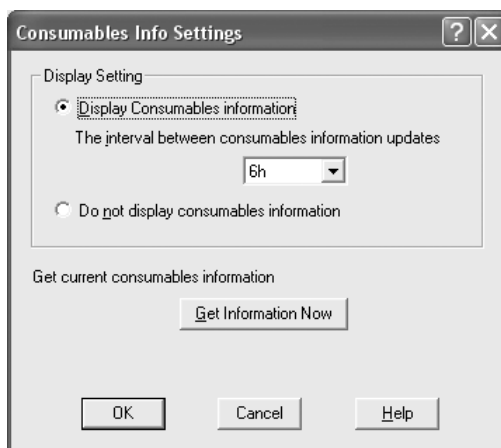 Consumables Info Settings
Display Setting
Display Consumables information
The interval between consumables information updates
6h
Do not display consumables information
Get current consumables information
Get Information Now
OK Cancel Help